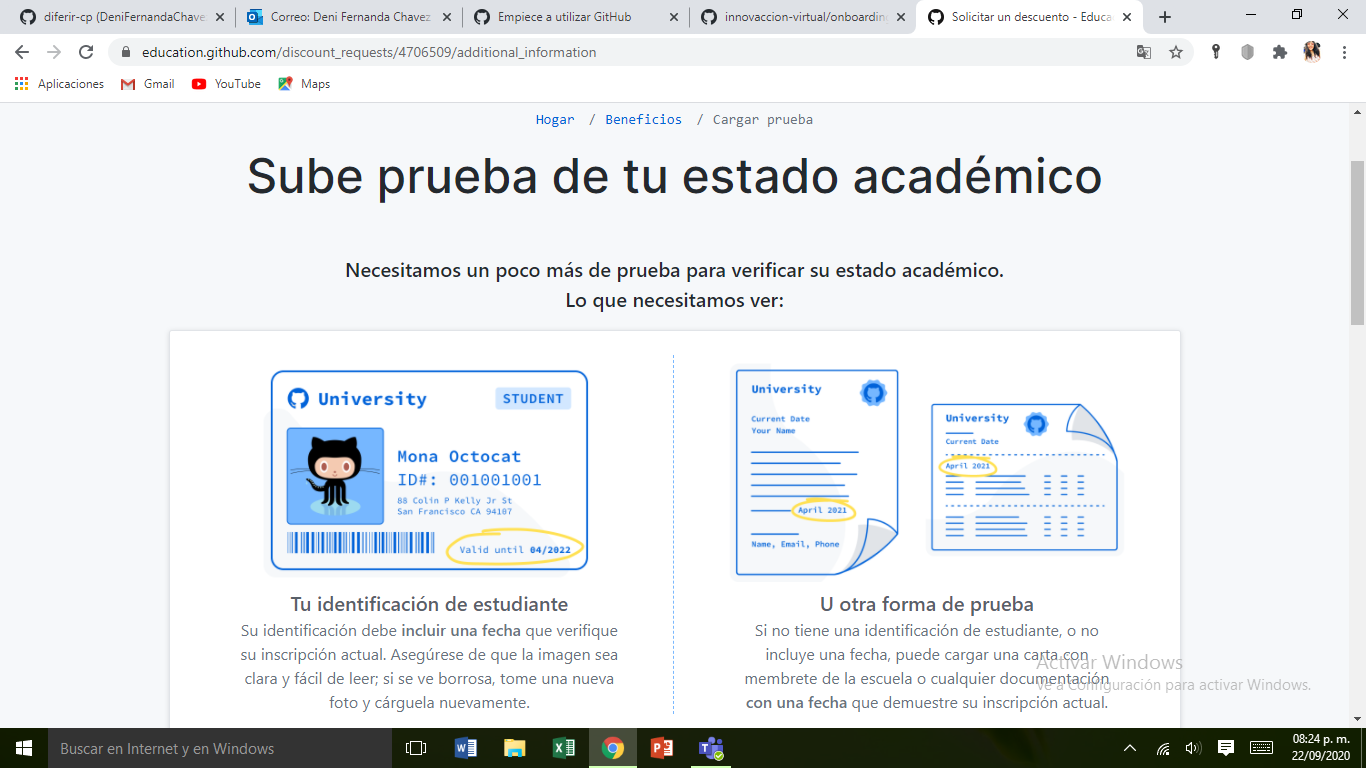 diferir-cp (DeniFernandaChave
Correo: Deni Fernanda Chavez
Empiece a utilizar GitHub
innovaccion-virtual/onboardin
Solicitar un descuento - Educa
education.github.com/discount_requests/4706509/additional_information
Aplicaciones
Gmail
YouTube
Maps
Hogar / Beneficios / Cargar prueba
Sube prueba de tu estado académico
Necesitamos un poco más de prueba para verificar su estado académico.
Lo que necesitamos ver:
University
STUDENT
Mona Octocat
ID#: 001001001
88 Colin P Kelly Jr St
San Francisco CA 94107
Valid until 04/2022
University
Current Date
Your Name
April 2021
Name, Email, Phone
University
Current Date
April 2021
Tu identificación de estudiante
Su identificación debe incluir una fecha que verifique
su inscripción actual. Asegúrese de que la imagen sea
clara y fácil de leer; si se ve borrosa, tome una nueva
foto y cárguela nuevamente.
U otra forma de prueba
Si no tiene una identificación de estudiante, o no
incluye una fecha, puede cargar una carta con
membrete de la escuela o cualquier documentación
con una fecha que demuestre su inscripción actual.
Activar Windows
Ve a Configuración para activar Windows.
Buscar en Internet y en Windows
08:24 p. m.
22/09/2020